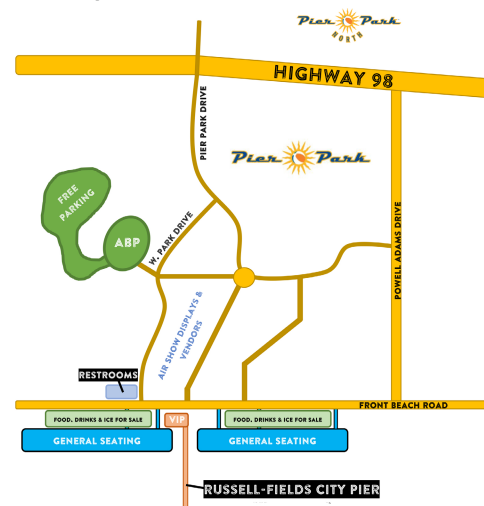 Pier Park
NORTH
HIGHWAY 98
PIER PARK DRIVE
Pier Park
FREE
PARKING
ABP
W. PARK DRIVE
POWELL ADAMS DRIVE
AIR SHOW DISPLAYS &
VENDORS
RESTROOMS
FRONT BEACH ROAD
FOOD, DRINKS & ICE FOR SALE
VIP
FOOD, DRINKS & ICE FOR SALE
GENERAL SEATING
GENERAL SEATING
RUSSELL-FIELDS CITY PIER